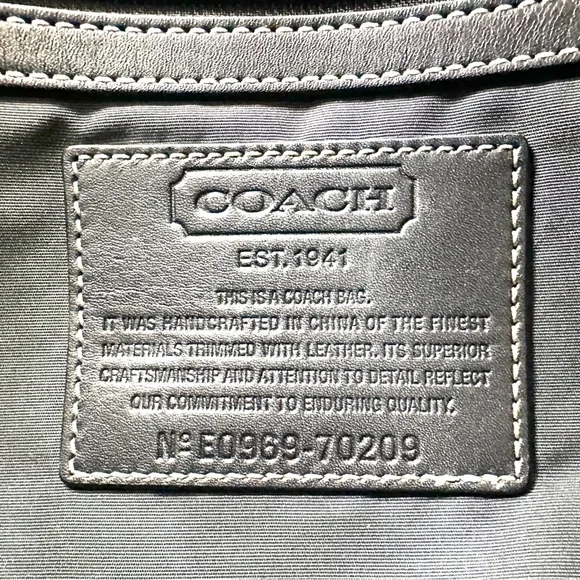 COACH
EST. 1941
THIS IS A COACH BAG.
IT WAS HANDCRAFTED IN CHINA OF THE FINEST
MATERIALS TRIMMED WITH LEATHER. ITS SUPERIOR
CRAFTSMANSHIP AND ATTENTION TO DETAIL REFLECT
OUR COMMITMENT TO ENDURING QUALITY.
Nº E0969-70209